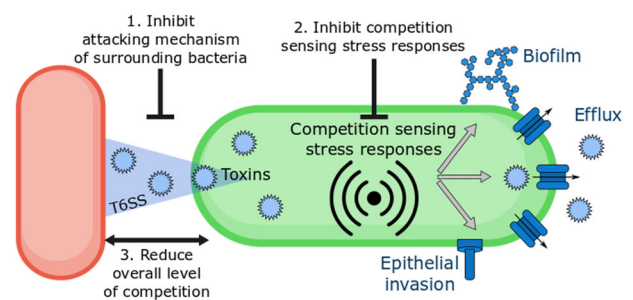 1. Inhibit
attacking mechanism
of surrounding bacteria
2. Inhibit competition
sensing stress responses
Biofilm
Efflux
Competition sensing
stress responses
Toxins
T6SS
3. Reduce
overall level
of competition
Epithelial
invasion